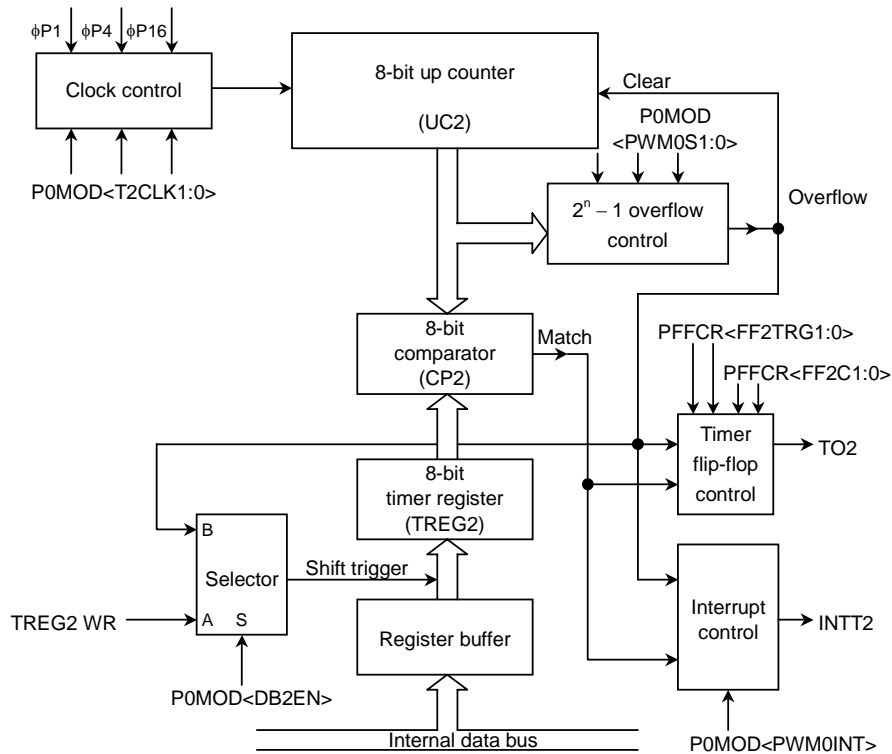 ϕP1 ϕP4 ϕP16
Clock control
P0MOD<T2CLK1:0>
8-bit up counter
(UC2)
Clear
P0MOD
<PWM0S1:0>
2ⁿ – 1 overflow
control
Overflow
8-bit
comparator
(CP2)
Match
PFFCR<FF2TRG1:0>
PFFCR<FF2C1:0>
Timer
flip-flop
control
TO2
8-bit
timer register
(TREG2)
B
Selector
A S
Shift trigger
TREG2 WR
P0MOD<DB2EN>
Register buffer
Interrupt
control
INTT2
P0MOD<PWM0INT>
Internal data bus